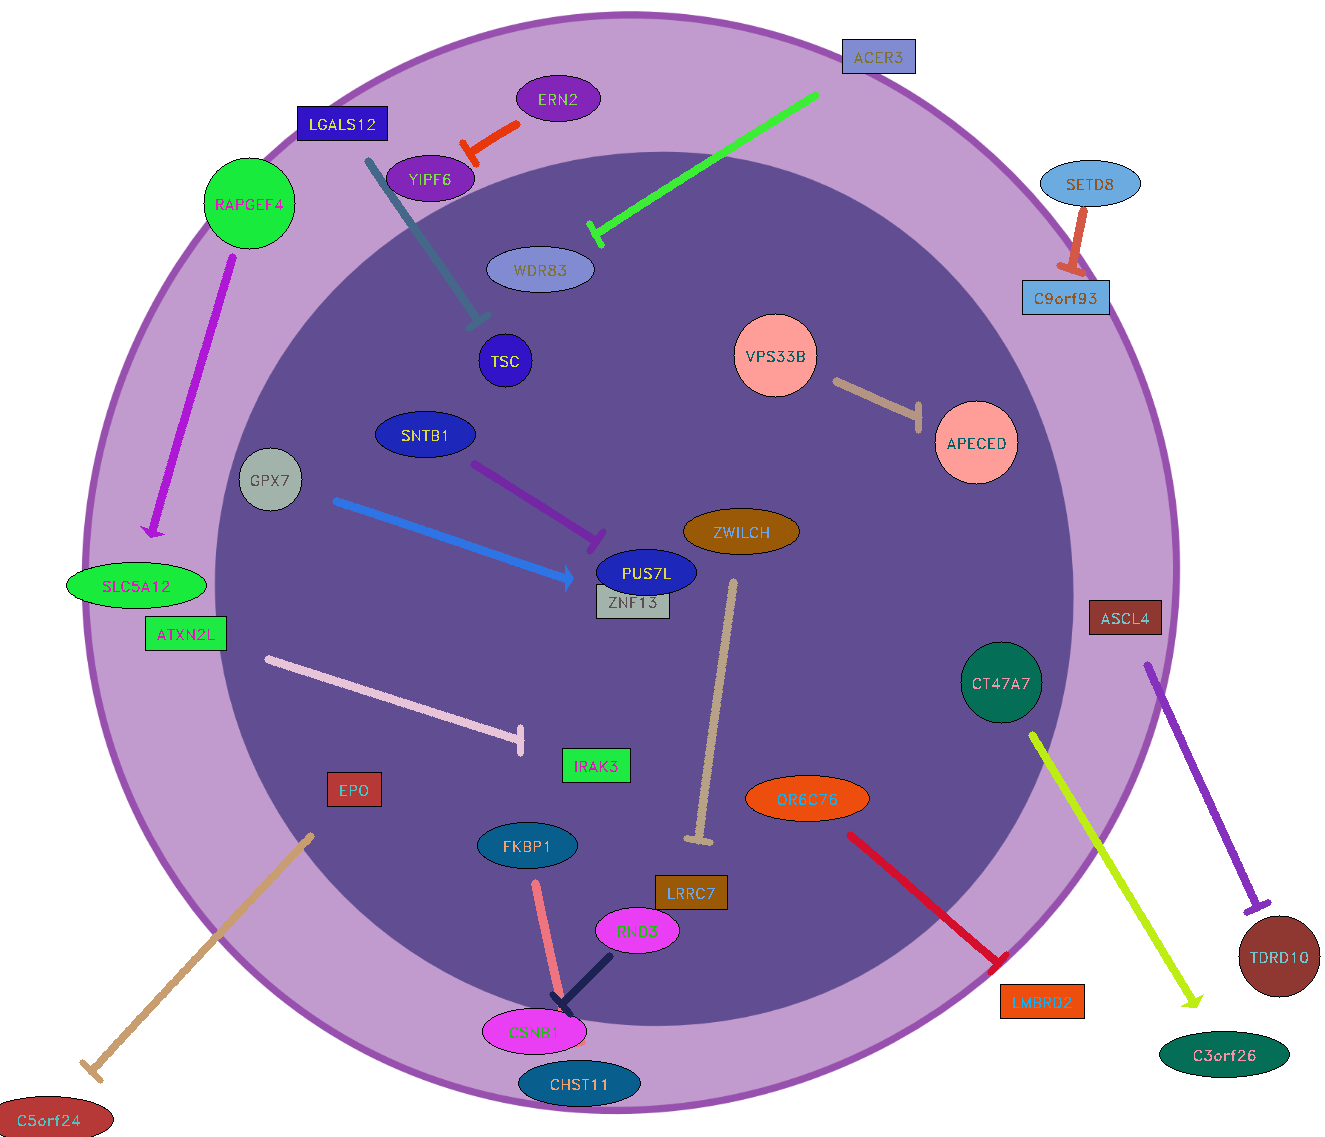 ACER3
ERN2
LGALS12
YIPF6
SETD8
RAPGEF4
WDR83
C9orf93
VPS33B
TSC
SNTB1
APECED
GPX7
ZWILCH
PUS7L
SLC5A12
ZNF13
ASCL4
ATXN2L
CT47A7
IRAK3
EPO
OR6C76
FKBP1
LRRC7
RND3
TDRD10
LMBRD2
CSNB1
C3orf26
CHST11
C5orf24